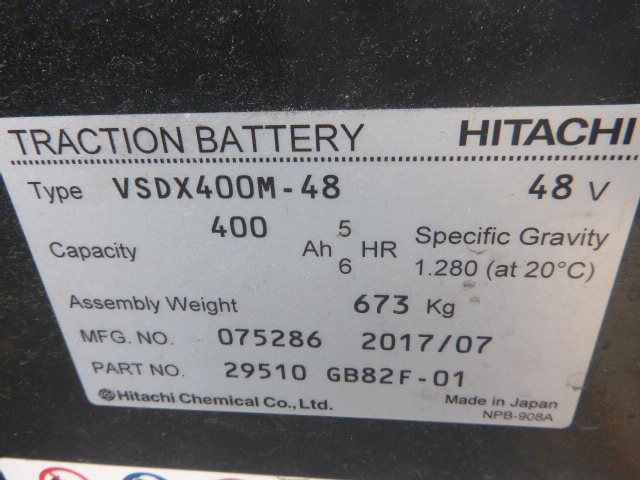 TRACTION BATTERY HITACHI
Type VSDX400M-48 48 V
Capacity 400 Ah 5 HR Specific Gravity
6 1.280 (at 20°C)
Assembly Weight 673 Kg
MFG. NO. 075286 2017/07
PART NO. 29510 GB82F-01
Hitachi Chemical Co., Ltd. Made in Japan
NPB-908A